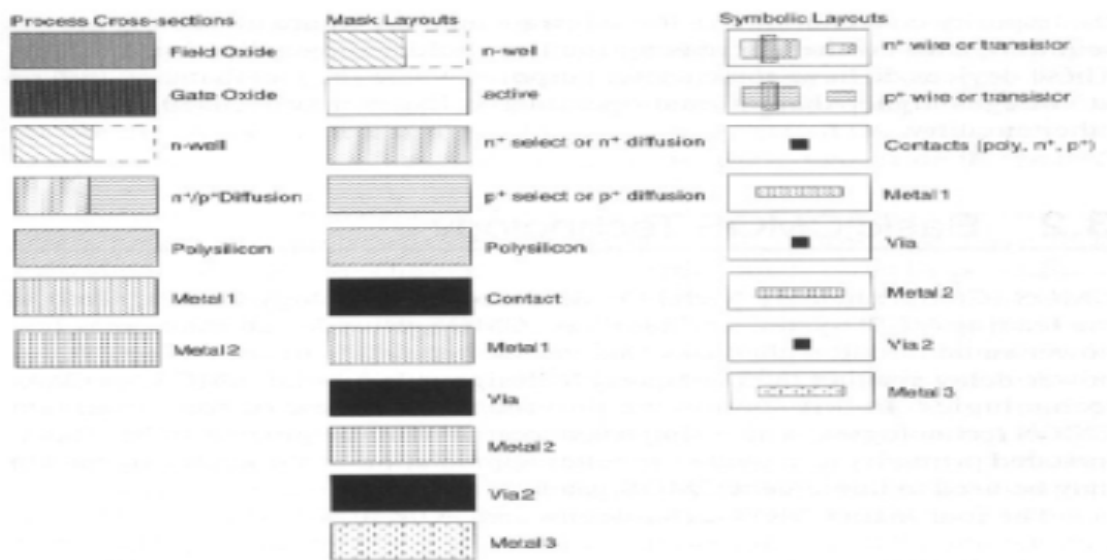 Process Cross-sections
Field Oxide
Gate Oxide
n-well
n⁺/p⁺Diffusion
Polysilicon
Metal 1
Metal 2
Mask Layouts
n-well
active
n⁺ select or n⁺ diffusion
p⁺ select or p⁺ diffusion
Polysilicon
Contact
Metal 1
Via
Metal 2
Via 2
Metal 3
Symbolic Layouts
n⁺ wire or transistor
p⁺ wire or transistor
Contacts (poly, n⁺, p⁺)
Metal 1
Via
Metal 2
Via 2
Metal 3